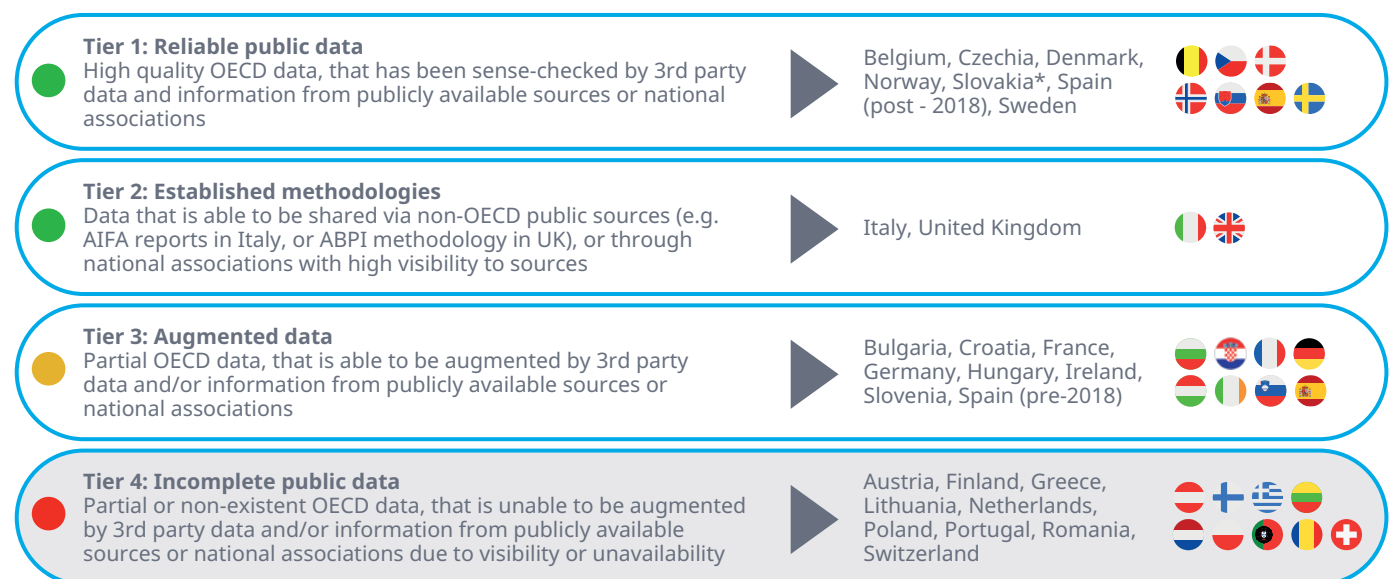 Tier 1: Reliable public data
High quality OECD data, that has been sense-checked by 3rd party
data and information from publicly available sources or national
associations
Belgium, Czechia, Denmark,
Norway, Slovakia*, Spain
(post - 2018), Sweden
Tier 2: Established methodologies
Data that is able to be shared via non-OECD public sources (e.g.
AIFA reports in Italy, or ABPI methodology in UK), or through
national associations with high visibility to sources
Italy, United Kingdom
Tier 3: Augmented data
Partial OECD data, that is able to be augmented by 3rd party
data and/or information from publicly available sources or
national associations
Bulgaria, Croatia, France,
Germany, Hungary, Ireland,
Slovenia, Spain (pre-2018)
Tier 4: Incomplete public data
Partial or non-existent OECD data, that is unable to be augmented
by 3rd party data and/or information from publicly available
sources or national associations due to visibility or unavailability
Austria, Finland, Greece,
Lithuania, Netherlands,
Poland, Portugal, Romania,
Switzerland